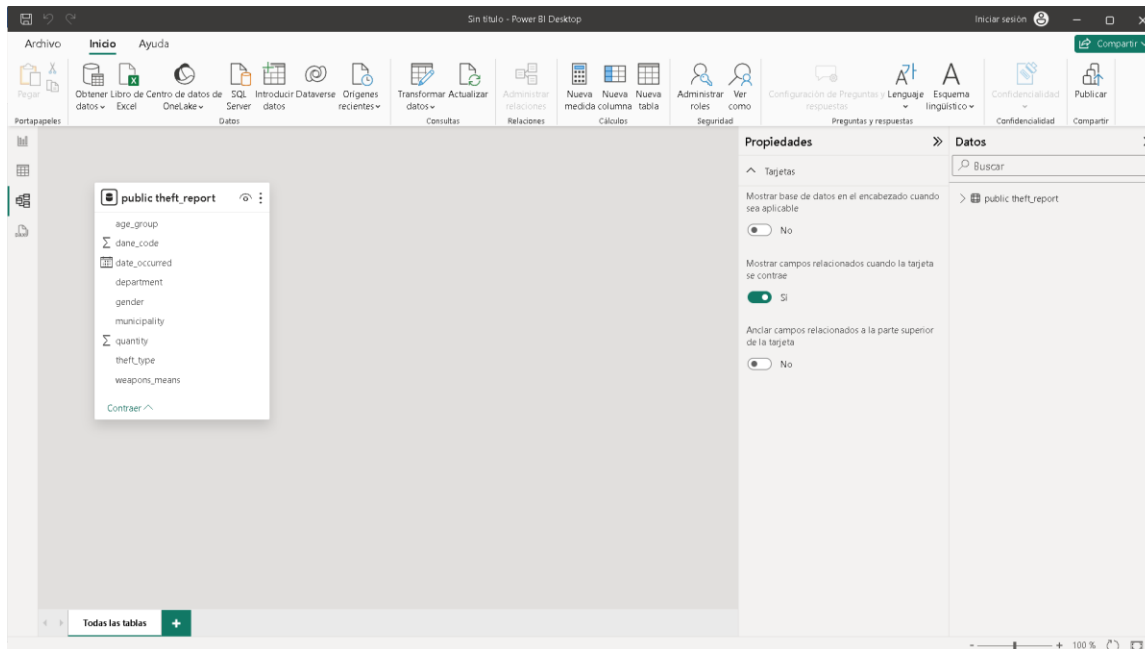 Sin título - Power BI Desktop
Iniciar sesión
Archivo Inicio Ayuda
Compartir
Pegar
Obtener datos
Libro de Excel
Centro de datos de OneLake
SQL Server
Introducir datos
Dataverse
Orígenes recientes
Transformar datos
Actualizar
Administrar relaciones
Nueva medida
Nueva columna
Nueva tabla
Administrar roles
Ver como
Configuración de Preguntas y respuestas
Lenguaje
Esquema lingüístico
Confidencialidad
Publicar
Portapapeles
Datos
Consultas
Relaciones
Cálculos
Seguridad
Preguntas y respuestas
Confidencialidad
Compartir
public theft_report
age_group
dane_code
date_occurred
department
gender
municipality
quantity
theft_type
weapons_means
Contraer
Propiedades
Tarjetas
Mostrar base de datos en el encabezado cuando
sea aplicable
No
Mostrar campos relacionados cuando la tarjeta
se contrae
Sí
Anclar campos relacionados a la parte superior
de la tarjeta
No
Datos
Buscar
public theft_report
Todas las tablas
+
- + 100 %